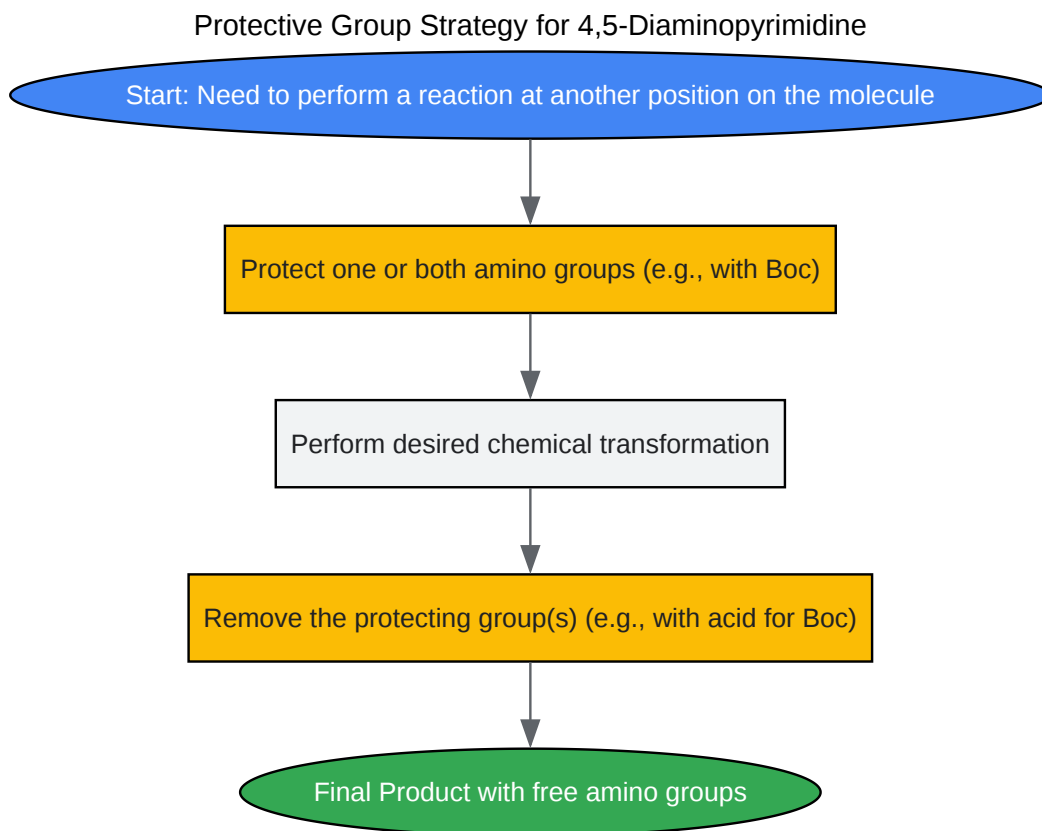 Protective Group Strategy for 4,5-Diaminopyrimidine
Start: Need to perform a reaction at another position on the molecule
Protect one or both amino groups (e.g., with Boc)
Perform desired chemical transformation
Remove the protecting group(s) (e.g., with acid for Boc)
Final Product with free amino groups